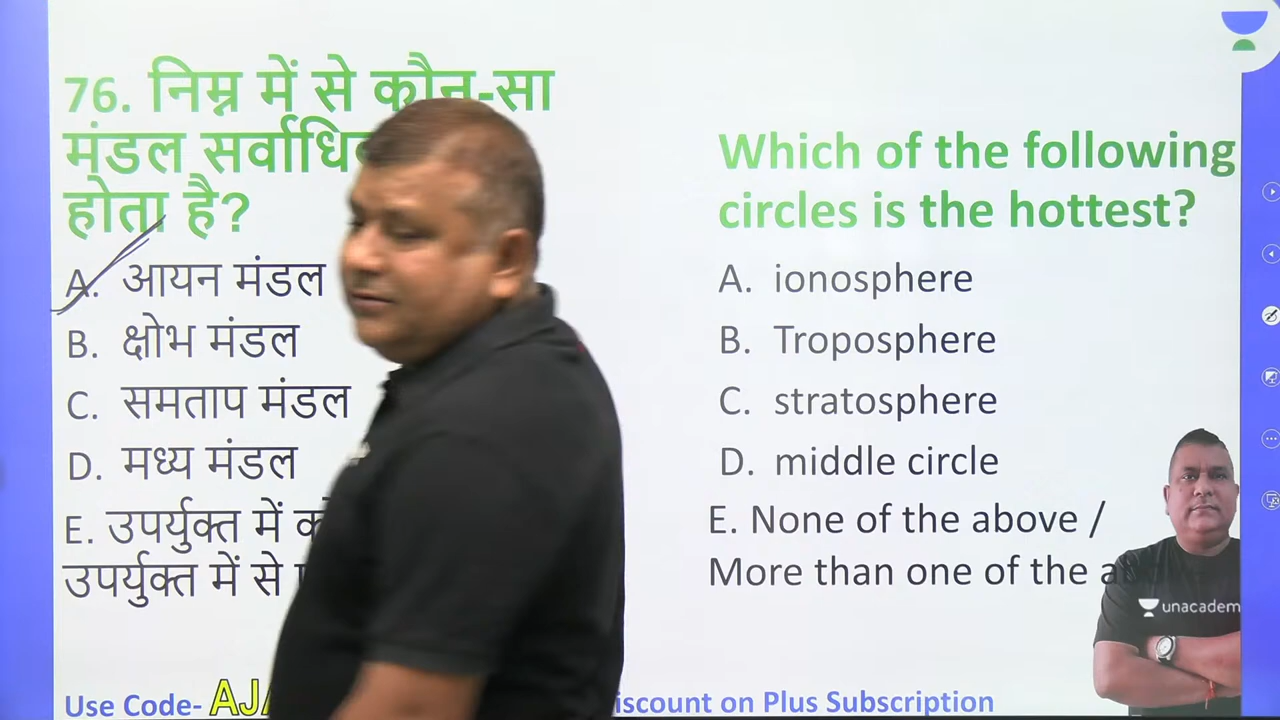 76. निम्न में से कौन-सा
मंडल
होता है?
A. आयन मंडल
B. क्षोभ मंडल
C. समताप मंडल
D. मध्य मंडल
E. उपर्युक्त में
उपर्युक्त में से
Which of the following
circles is the hottest?
A. ionosphere
B. Troposphere
C. stratosphere
D. middle circle
E. None of the above /
More than one of the
unacadem
Use Code- AJ
iscount on Plus Subscription